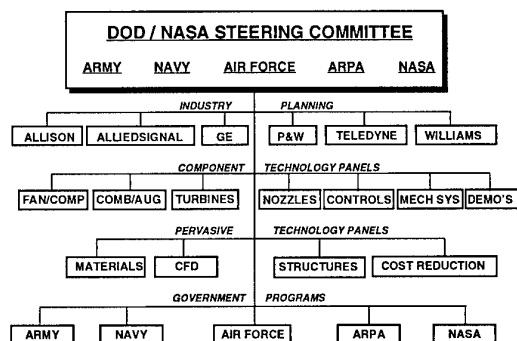 DOD / NASA STEERING COMMITTEE
ARMY NAVY AIR FORCE ARPA NASA
INDUSTRY PLANNING
ALLISON ALLIEDSIGNAL GE P&W TELEDYNE WILLIAMS
COMPONENT TECHNOLOGY PANELS
FAN/COMP COMB/AUG TURBINES NOZZLES CONTROLS MECH SYS DEMO'S
PERVASIVE TECHNOLOGY PANELS
MATERIALS CFD STRUCTURES COST REDUCTION
GOVERNMENT PROGRAMS
ARMY NAVY AIR FORCE ARPA NASA